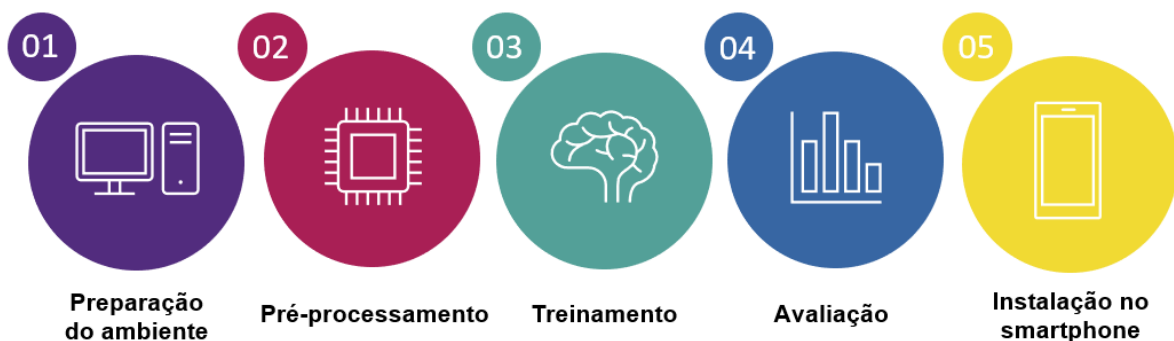 01
02
03
04
05
Preparação
do ambiente
Pré-processamento
Treinamento
Avaliação
Instalação no
smartphone